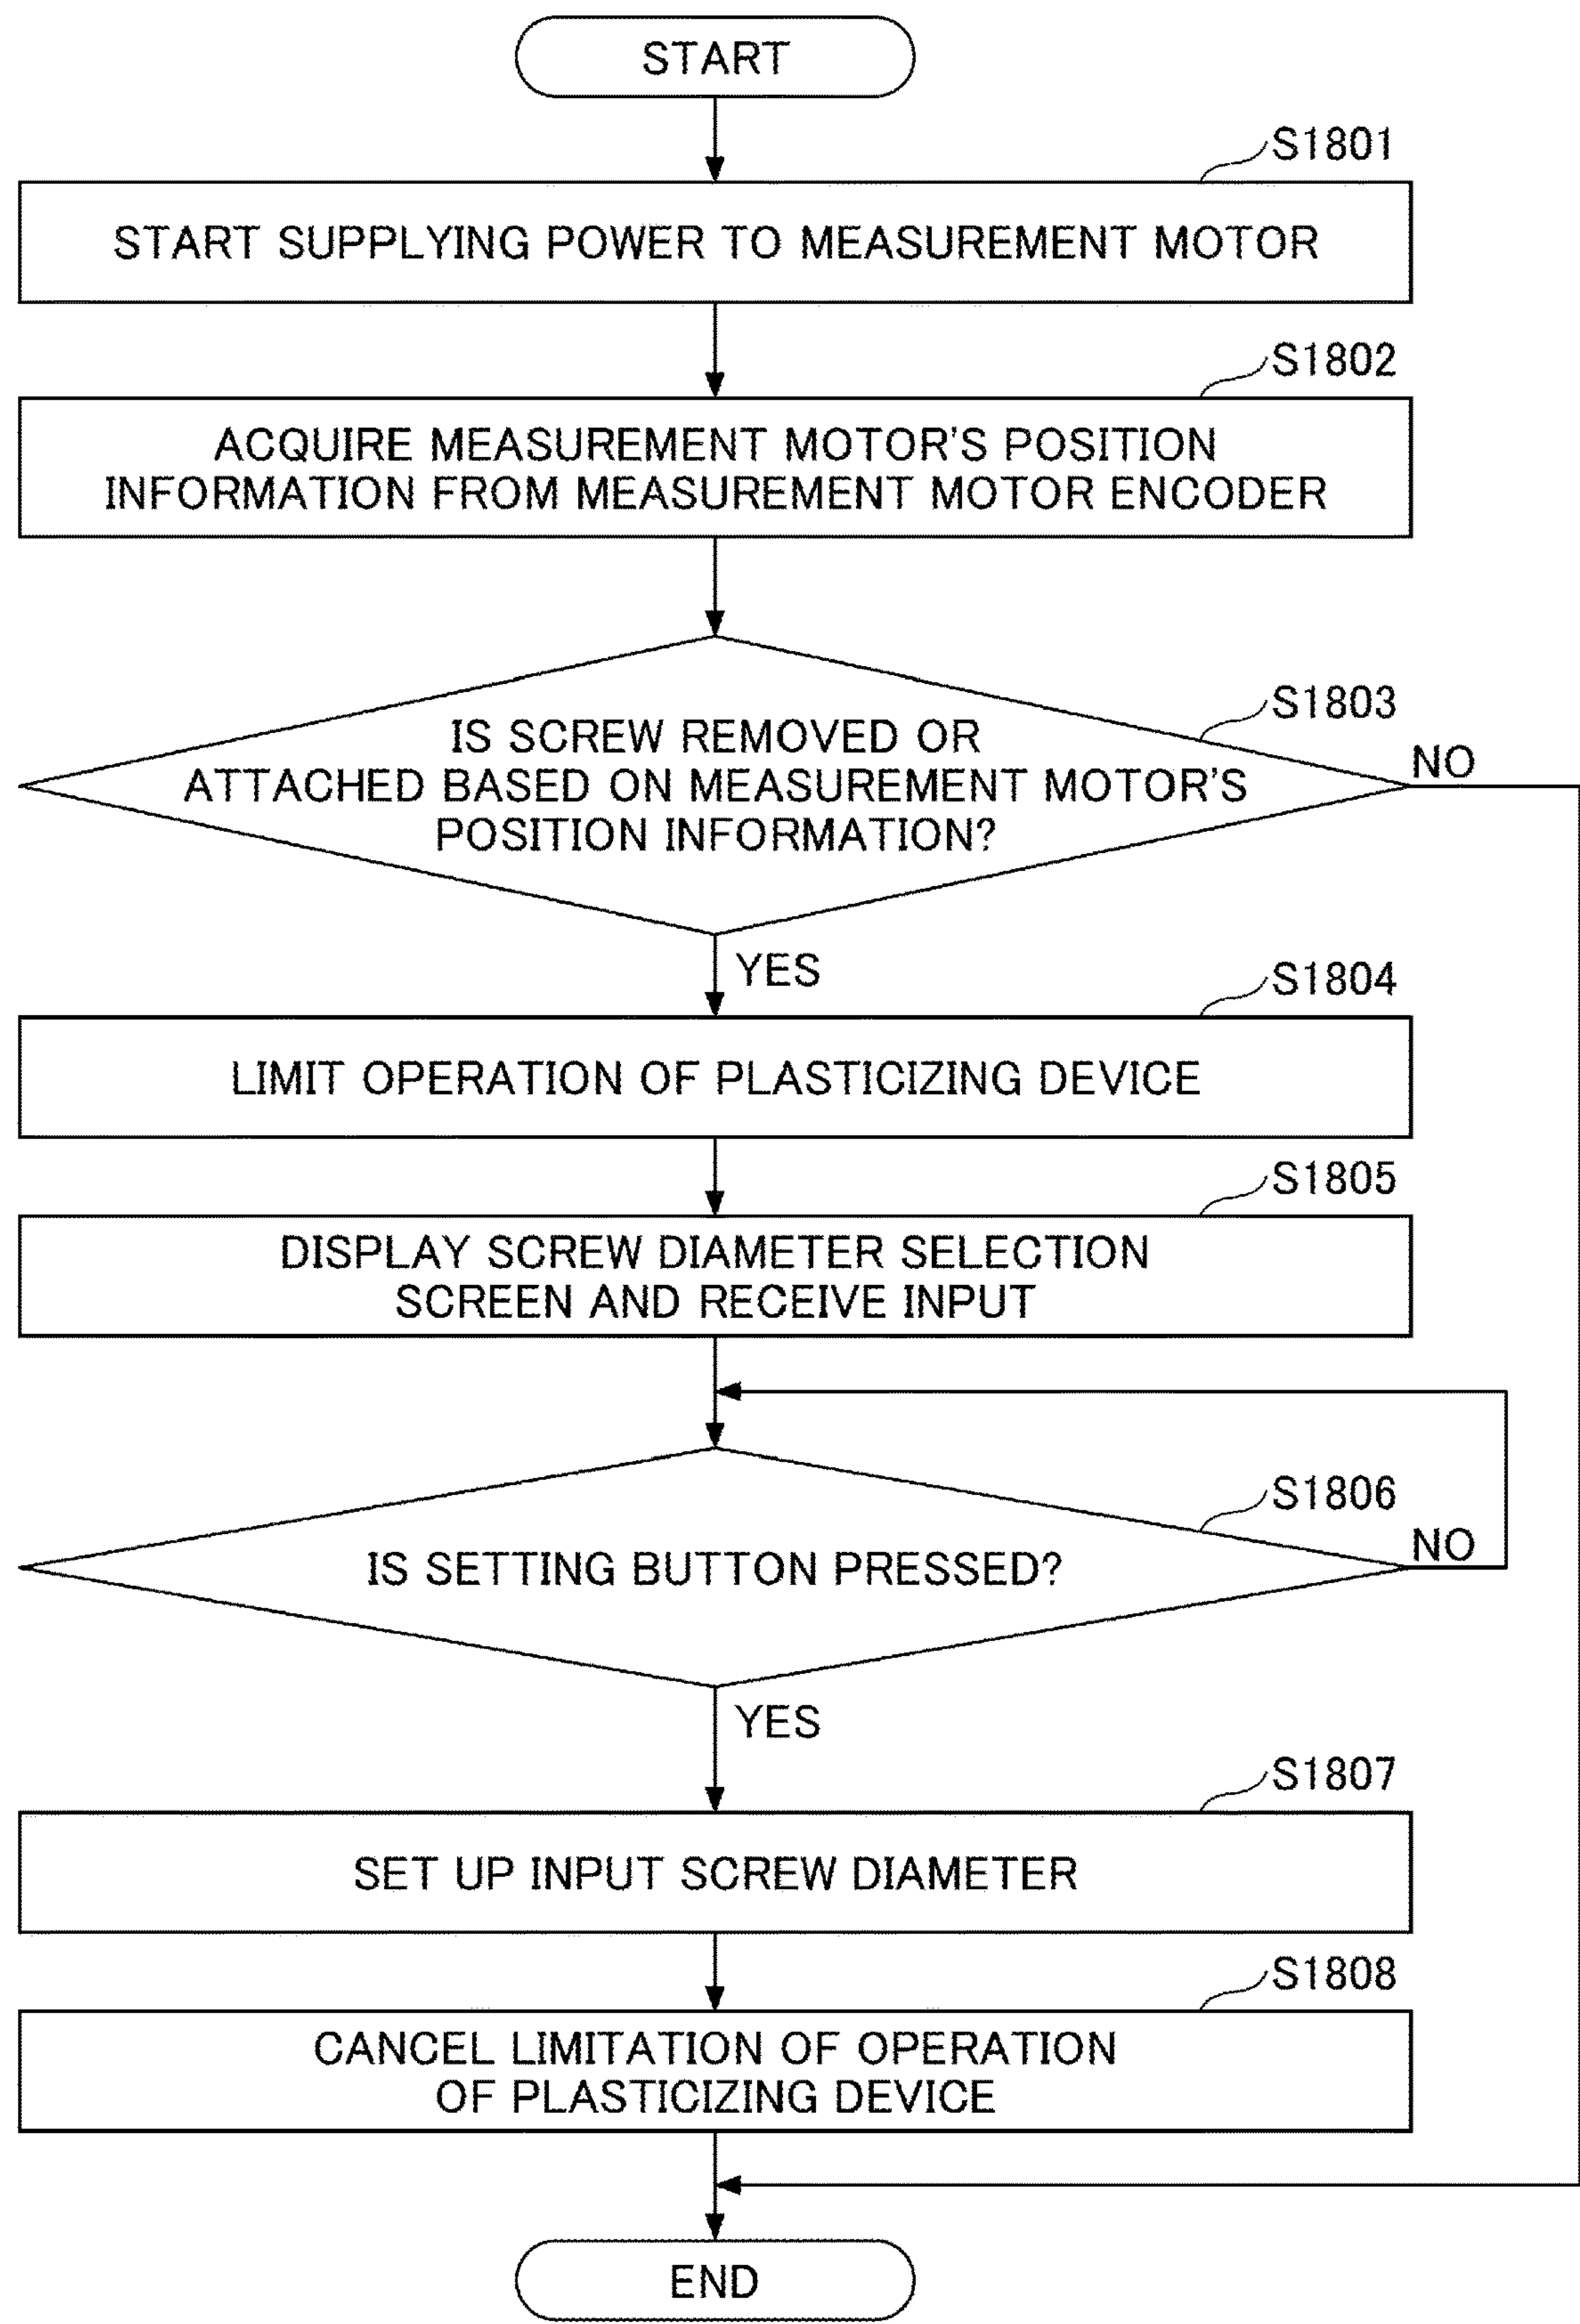 START
S1801
START SUPPLYING POWER TO MEASUREMENT MOTOR
S1802
ACQUIRE MEASUREMENT MOTOR'S POSITION
INFORMATION FROM MEASUREMENT MOTOR ENCODER
S1803
IS SCREW REMOVED OR
ATTACHED BASED ON MEASUREMENT MOTOR'S
POSITION INFORMATION?
NO
YES
S1804
LIMIT OPERATION OF PLASTICIZING DEVICE
S1805
DISPLAY SCREW DIAMETER SELECTION
SCREEN AND RECEIVE INPUT
S1806
NO
IS SETTING BUTTON PRESSED?
YES
S1807
SET UP INPUT SCREW DIAMETER
S1808
CANCEL LIMITATION OF OPERATION
OF PLASTICIZING DEVICE
END